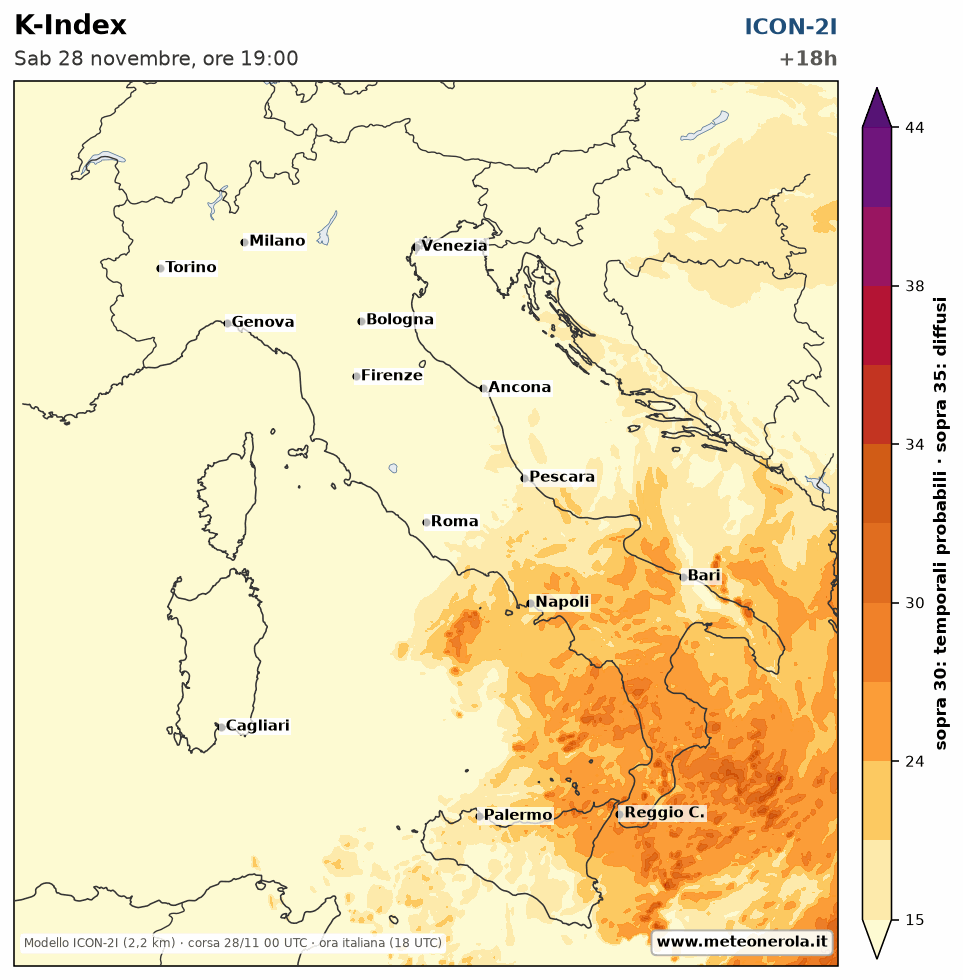 K-Index
ICON-2I
Sab 28 novembre, ore 19:00
+18h
Milano
Venezia
Torino
Genova
Bologna
Firenze
Ancona
Pescara
Roma
Bari
Napoli
Cagliari
Palermo
Reggio C.
44
38
34
30
24
15
sopra 30: temporali probabili · sopra 35: diffusi
Modello ICON-2I (2,2 km) · corsa 28/11 00 UTC · ora italiana (18 UTC)
www.meteonerola.it